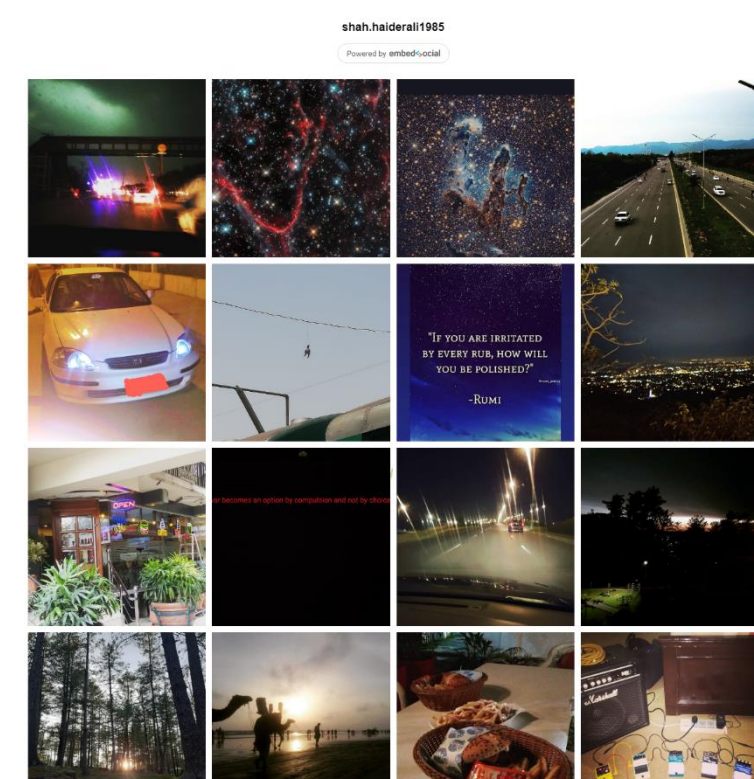 shah.haiderali1985
Powered by embedsocial
"IF YOU ARE IRRITATED
BY EVERY RUB, HOW WILL
YOU BE POLISHED?"
-RUMI
OPEN
war becomes an option by compulsion and not by choice
Marshall